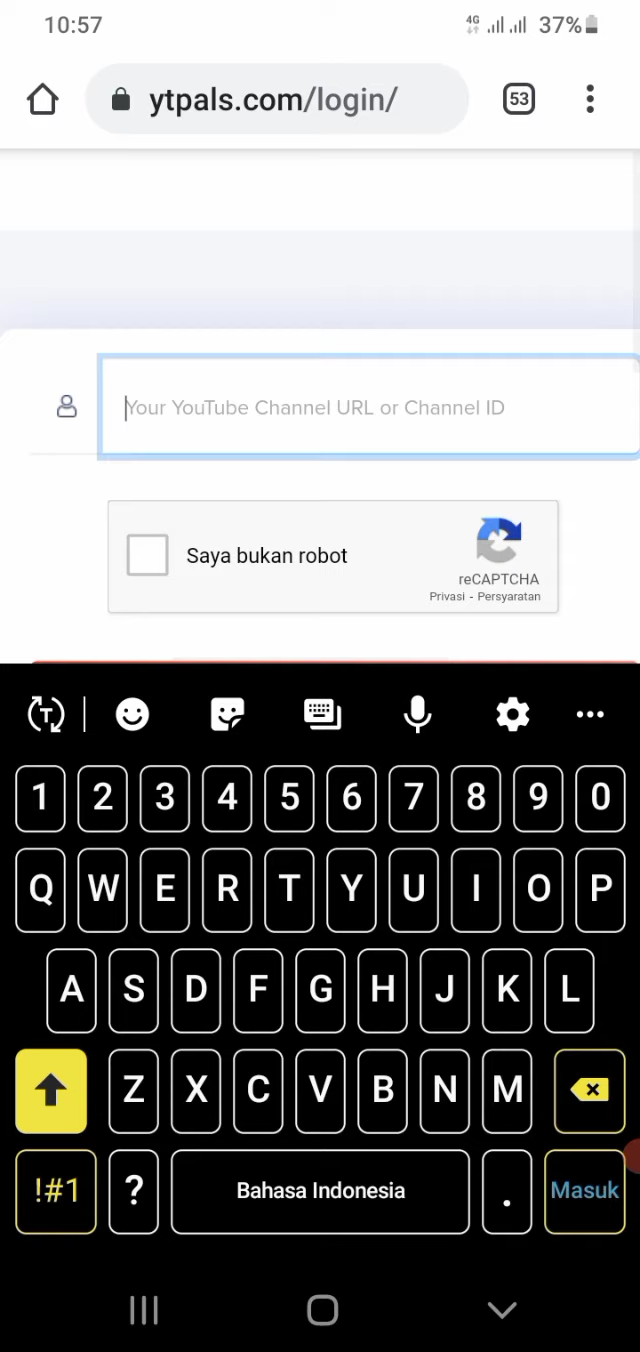 10:57
4G 37%
ytpals.com/login/
53
Your YouTube Channel URL or Channel ID
Saya bukan robot
reCAPTCHA
Privasi - Persyaratan
T
1 2 3 4 5 6 7 8 9 0
Q W E R T Y U I O P
A S D F G H J K L
Z X C V B N M
!#1 ? Bahasa Indonesia . Masuk